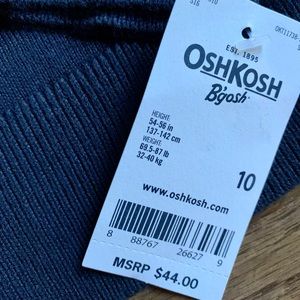 EST. 1895
OSHKOSH
B'gosh
HEIGHT:
54-56 in
137-142 cm
WEIGHT:
69.5-87 lb
32-40 kg
10
www.oshkosh.com
8 88767 26627 9
MSRP $44.00